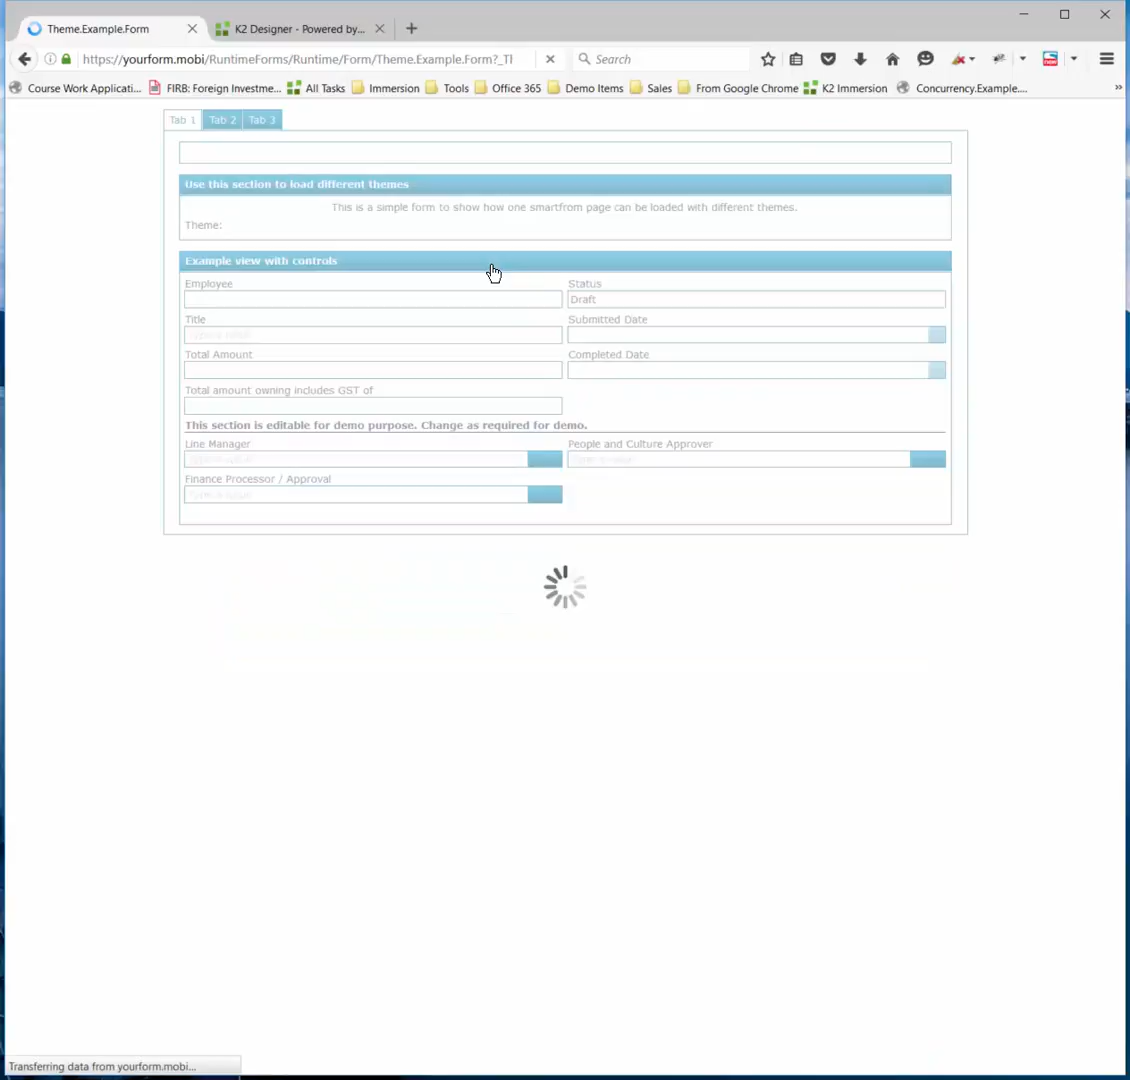 Theme.Example.Form
K2 Designer - Powered by...
https://yourform.mobi/RuntimeForms/Runtime/Form/Theme.Example.Form?_TI
Search
Course Work Applicati... FIRB: Foreign Investme... All Tasks Immersion Tools Office 365 Demo Items Sales From Google Chrome K2 Immersion Concurrency.Example....
Tab 1 Tab 2 Tab 3
Use this section to load different themes
This is a simple form to show how one smartfrom page can be loaded with different themes.
Theme:
Example view with controls
Employee Status
Draft
Title Submitted Date
Total Amount Completed Date
Total amount owning includes GST of
This section is editable for demo purpose. Change as required for demo.
Line Manager People and Culture Approver
Finance Processor / Approval
Transferring data from yourform.mobi...